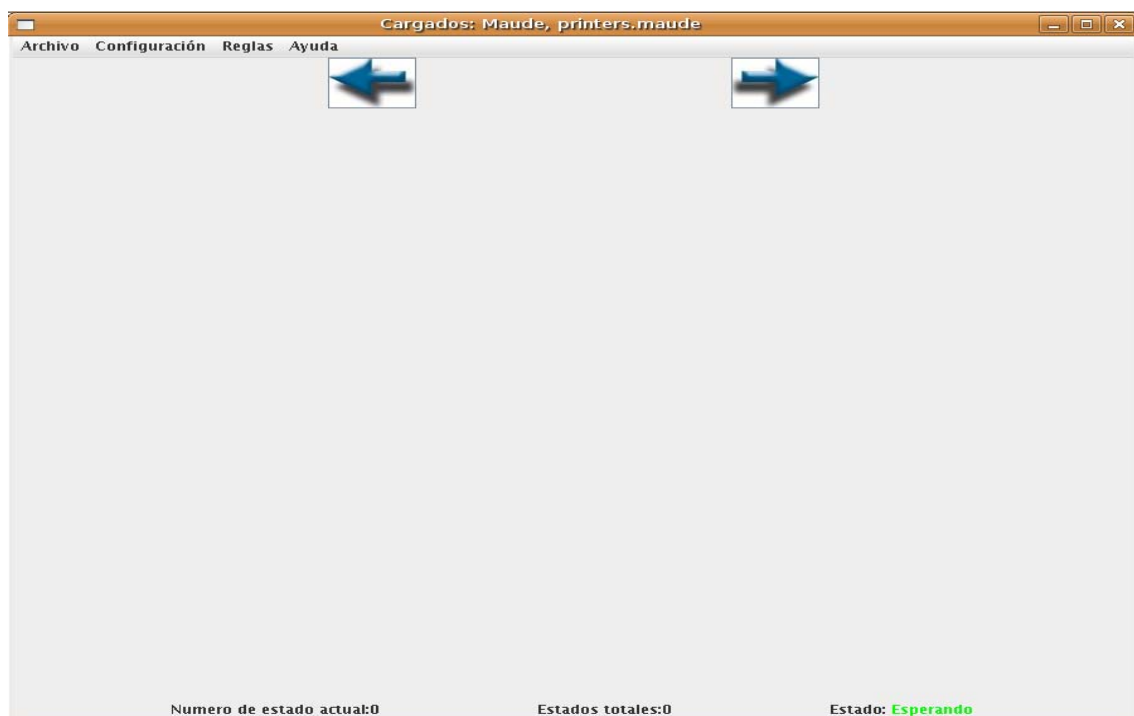 Cargados: Maude, printers.maude
Archivo Configuración Reglas Ayuda
Numero de estado actual:0 Estados totales:0 Estado: Esperando